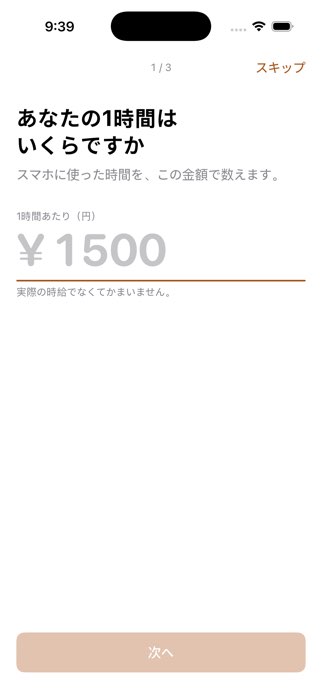 9:39
1 / 3
スキップ
あなたの1時間は
いくらですか
スマホに使った時間を、この金額で数えます。
1時間あたり（円）
¥ 1500
実際の時給でなくてかまいません。
次へ